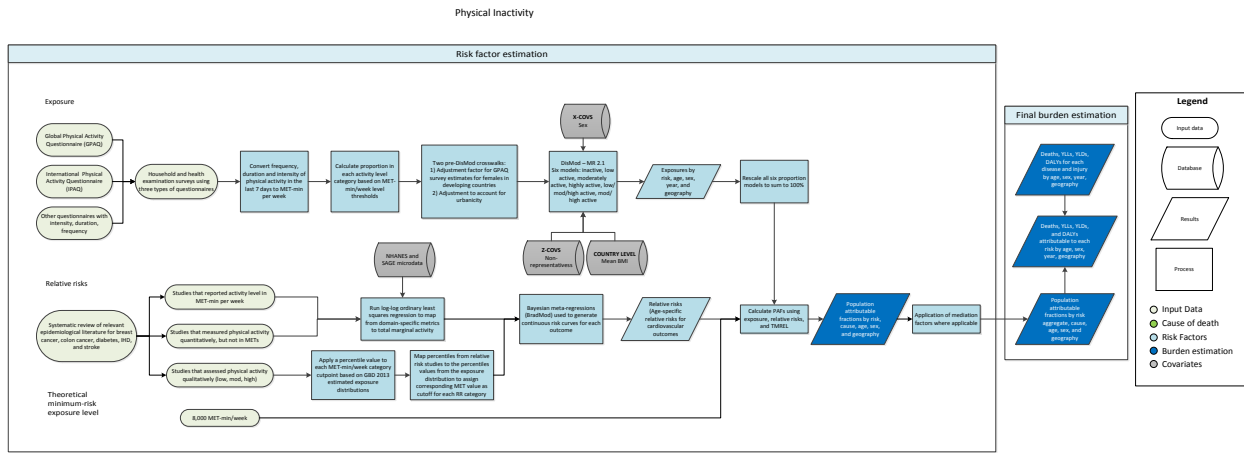 Physical Inactivity
Risk factor estimation
Exposure
Global Physical Activity
Questionnaire (GPAQ)
International Physical
Activity Questionnaire
(IPAQ)
Other questionnaires with
intensity, duration,
frequency
Household and health
examination surveys using
three types of questionnaires
Convert frequency,
duration and intensity of
physical activity in the
last 7 days to MET-min
per week
Calculate proportion in
each activity level
category based on MET-
min/week level
thresholds
Two pre-DisMod crosswalks:
1) Adjustment factor for GPAQ
survey estimates for females in
developing countries
2) Adjustment to account for
urbanicity
X-COVS
Sex
DisMod – MR 2.1
Six models: inactive, low
active, moderately
active, highly active, low/
mod/high active, mod/
high active
Z-COVS
Non-
representativess
COUNTRY LEVEL
Mean BMI
Exposures by
risk, age, sex,
year, and
geography
Rescale all six proportion
models to sum to 100%
Relative risks
Systematic review of relevant
epidemiological literature for breast
cancer, colon cancer, diabetes, IHD,
and stroke
Studies that reported activity level in
MET-min per week
Studies that measured physical activity
quantitatively, but not in METs
Studies that assessed physical activity
qualitatively (low, mod, high)
NHANES and
SAGE microdata
Run log-log ordinary least
squares regression to map
from domain-specific metrics
to total marginal activity
Apply a percentile value to
each MET-min/week category
cutpoint based on GBD 2013
estimated exposure
distributions
Map percentiles from relative
risk studies to the percentiles
values from the exposure
distribution to assign
corresponding MET value as
cutoff for each RR category
Bayesian meta-regressions
(BradMod) used to generate
continuous risk curves for each
outcome
Relative risks
(Age-specific
relative risks for
cardiovascular
outcomes
Calculate PAFs using
exposure, relative risks,
and TMREL
Population
attributable
fractions by risk,
cause, age, sex, and
geography
Application of mediation
factors where applicable
Theoretical
minimum-risk
exposure level
8,000 MET-min/week
Final burden estimation
Deaths, YLLs, YLDs,
DALYs for each
disease and injury
by age, sex, year,
geography
Deaths, YLLs, YLDs,
and DALYs
attributable to each
risk by age, sex,
year, geography
Population
attributable
fractions by risk
aggregate, cause,
age, sex, and
geography
Legend
Input data
Database
Results
Process
Input Data
Cause of death
Risk Factors
Burden estimation
Covariates